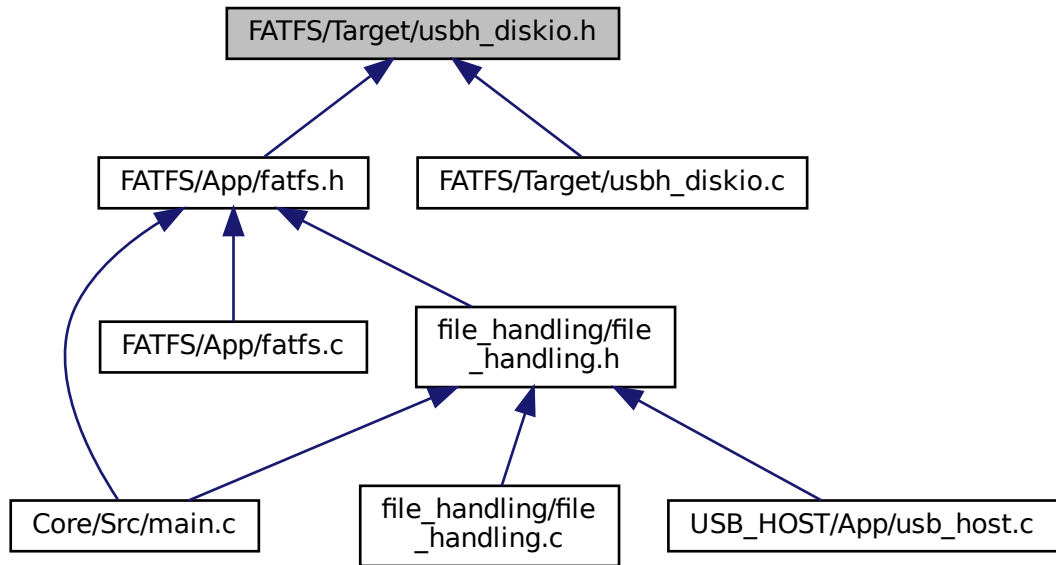 FATFS/Target/usbh_diskio.h
FATFS/App/fatfs.h
FATFS/Target/usbh_diskio.c
FATFS/App/fatfs.c
file_handling/file
_handling.h
Core/Src/main.c
file_handling/file
_handling.c
USB_HOST/App/usb_host.c